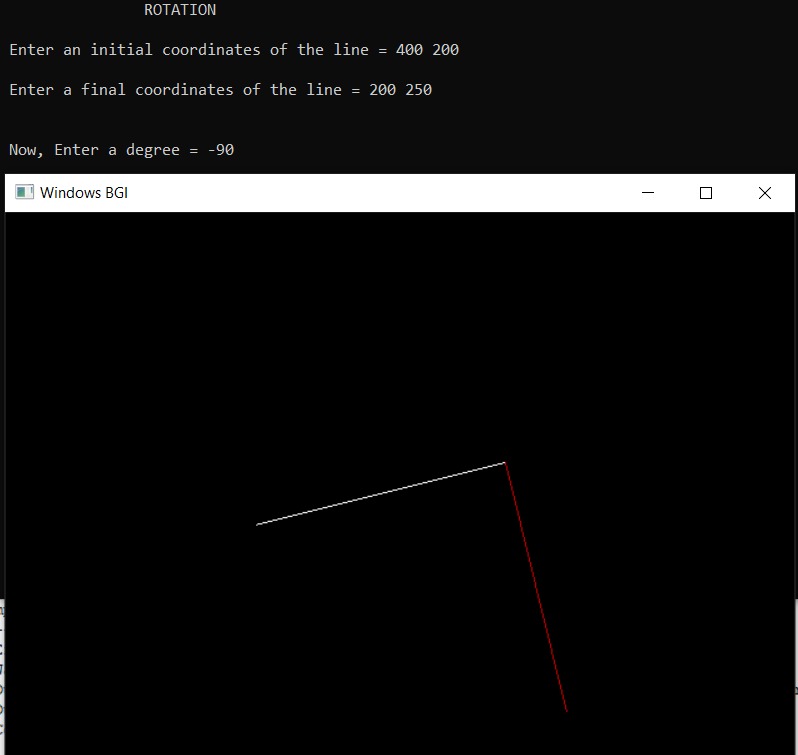 ROTATION
Enter an initial coordinates of the line = 400 200
Enter a final coordinates of the line = 200 250
Now, Enter a degree = -90
Windows BGI